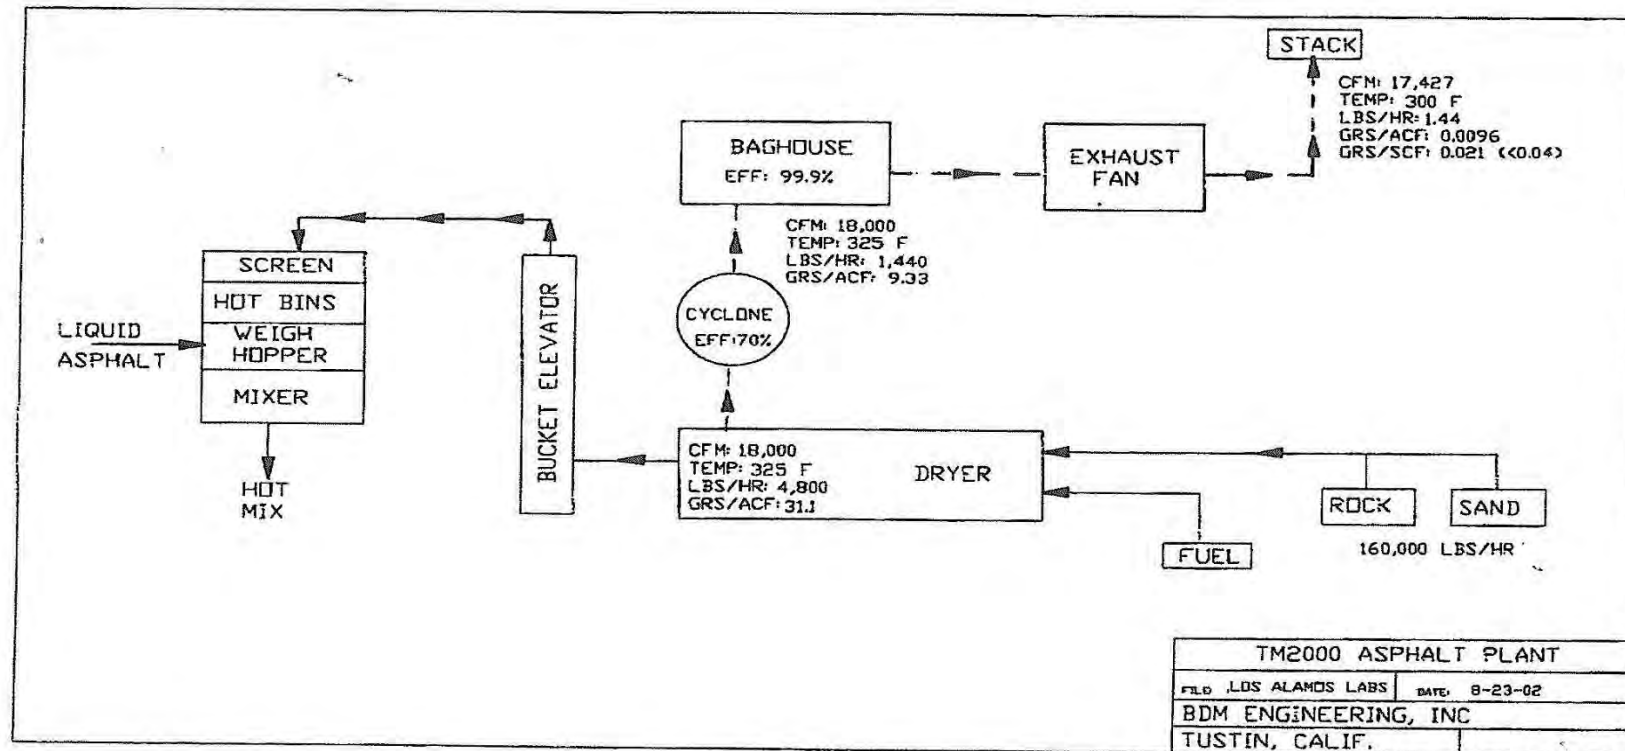 STACK
CFM: 17,427
TEMP: 300 F
LBS/HR: 1.44
GRS/ACF: 0.0096
GRS/SCF: 0.021 (<0.04)
BAGHOUSE
EFF: 99.9%
EXHAUST
FAN
CFM: 18,000
TEMP: 325 F
LBS/HR: 1,440
GRS/ACF: 9.33
SCREEN
HOT BINS
WEIGH
HOPPER
MIXER
LIQUID
ASPHALT
HOT
MIX
BUCKET ELEVATOR
CYCLONE
EFF:70%
CFM: 18,000
TEMP: 325 F
LBS/HR: 4,800
GRS/ACF: 31.1
DRYER
ROCK
SAND
160,000 LBS/HR
FUEL
TM2000 ASPHALT PLANT
LOS ALAMOS LABS
DATE: 8-23-02
BDM ENGINEERING, INC
TUSTIN, CALIF.